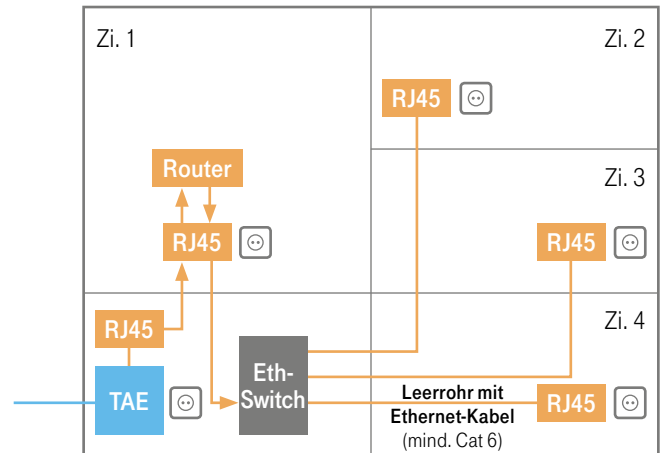 Zi. 1
Zi. 2
RJ45
Router
Zi. 3
RJ45
RJ45
RJ45
Zi. 4
TAE
Eth-
Switch
Leerrohr mit
Ethernet-Kabel
(mind. Cat 6)
RJ45